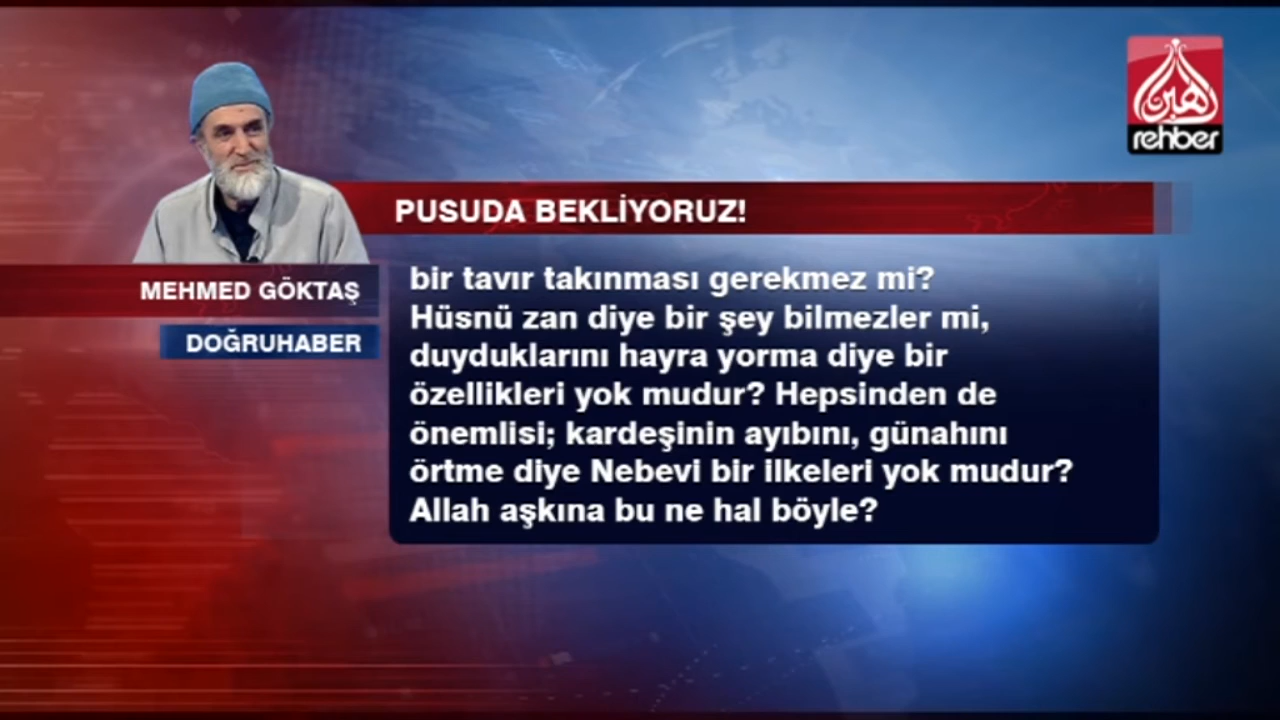 rehber
PUSUDA BEKLİYORUZ!
MEHMED GÖKTAŞ
DOĞRUHABER
bir tavır takınması gerekmez mi?
Hüsnü zan diye bir şey bilmezler mi,
duyduklarını hayra yorma diye bir
özellikleri yok mudur? Hepsinden de
önemlisi; kardeşinin ayıbını, günahını
örtme diye Nebevi bir ilkeleri yok mudur?
Allah aşkına bu ne hal böyle?